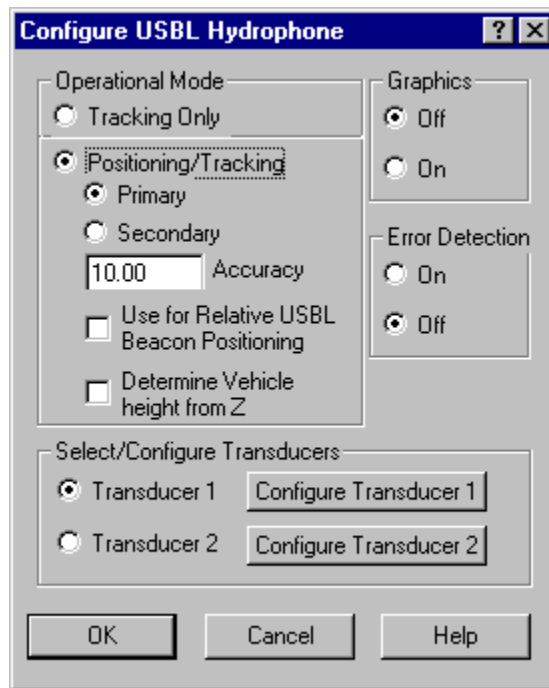 Configure USBL Hydrophone
Operational Mode
Tracking Only
Positioning/Tracking
Primary
Secondary
10.00 Accuracy
Use for Relative USBL
Beacon Positioning
Determine Vehicle
height from Z
Graphics
Off
On
Error Detection
On
Off
Select/Configure Transducers
Transducer 1 Configure Transducer 1
Transducer 2 Configure Transducer 2
OK Cancel Help